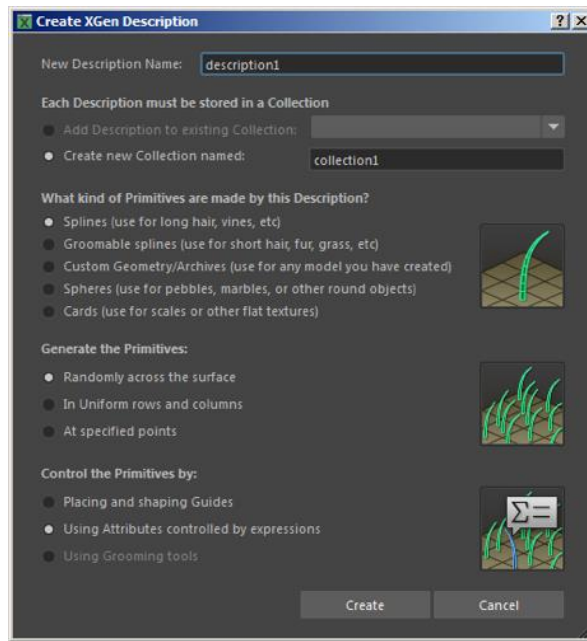 Create XGen Description
New Description Name: description1
Each Description must be stored in a Collection
Add Description to existing Collection:
Create new Collection named: collection1
What kind of Primitives are made by this Description?
Splines (use for long hair, vines, etc)
Groomable splines (use for short hair, fur, grass, etc)
Custom Geometry/Archives (use for any model you have created)
Spheres (use for pebbles, marbles, or other round objects)
Cards (use for scales or other flat textures)
Generate the Primitives:
Randomly across the surface
In Uniform rows and columns
At specified points
Control the Primitives by:
Placing and shaping Guides
Using Attributes controlled by expressions
Σ=
Using Grooming tools
Create Cancel